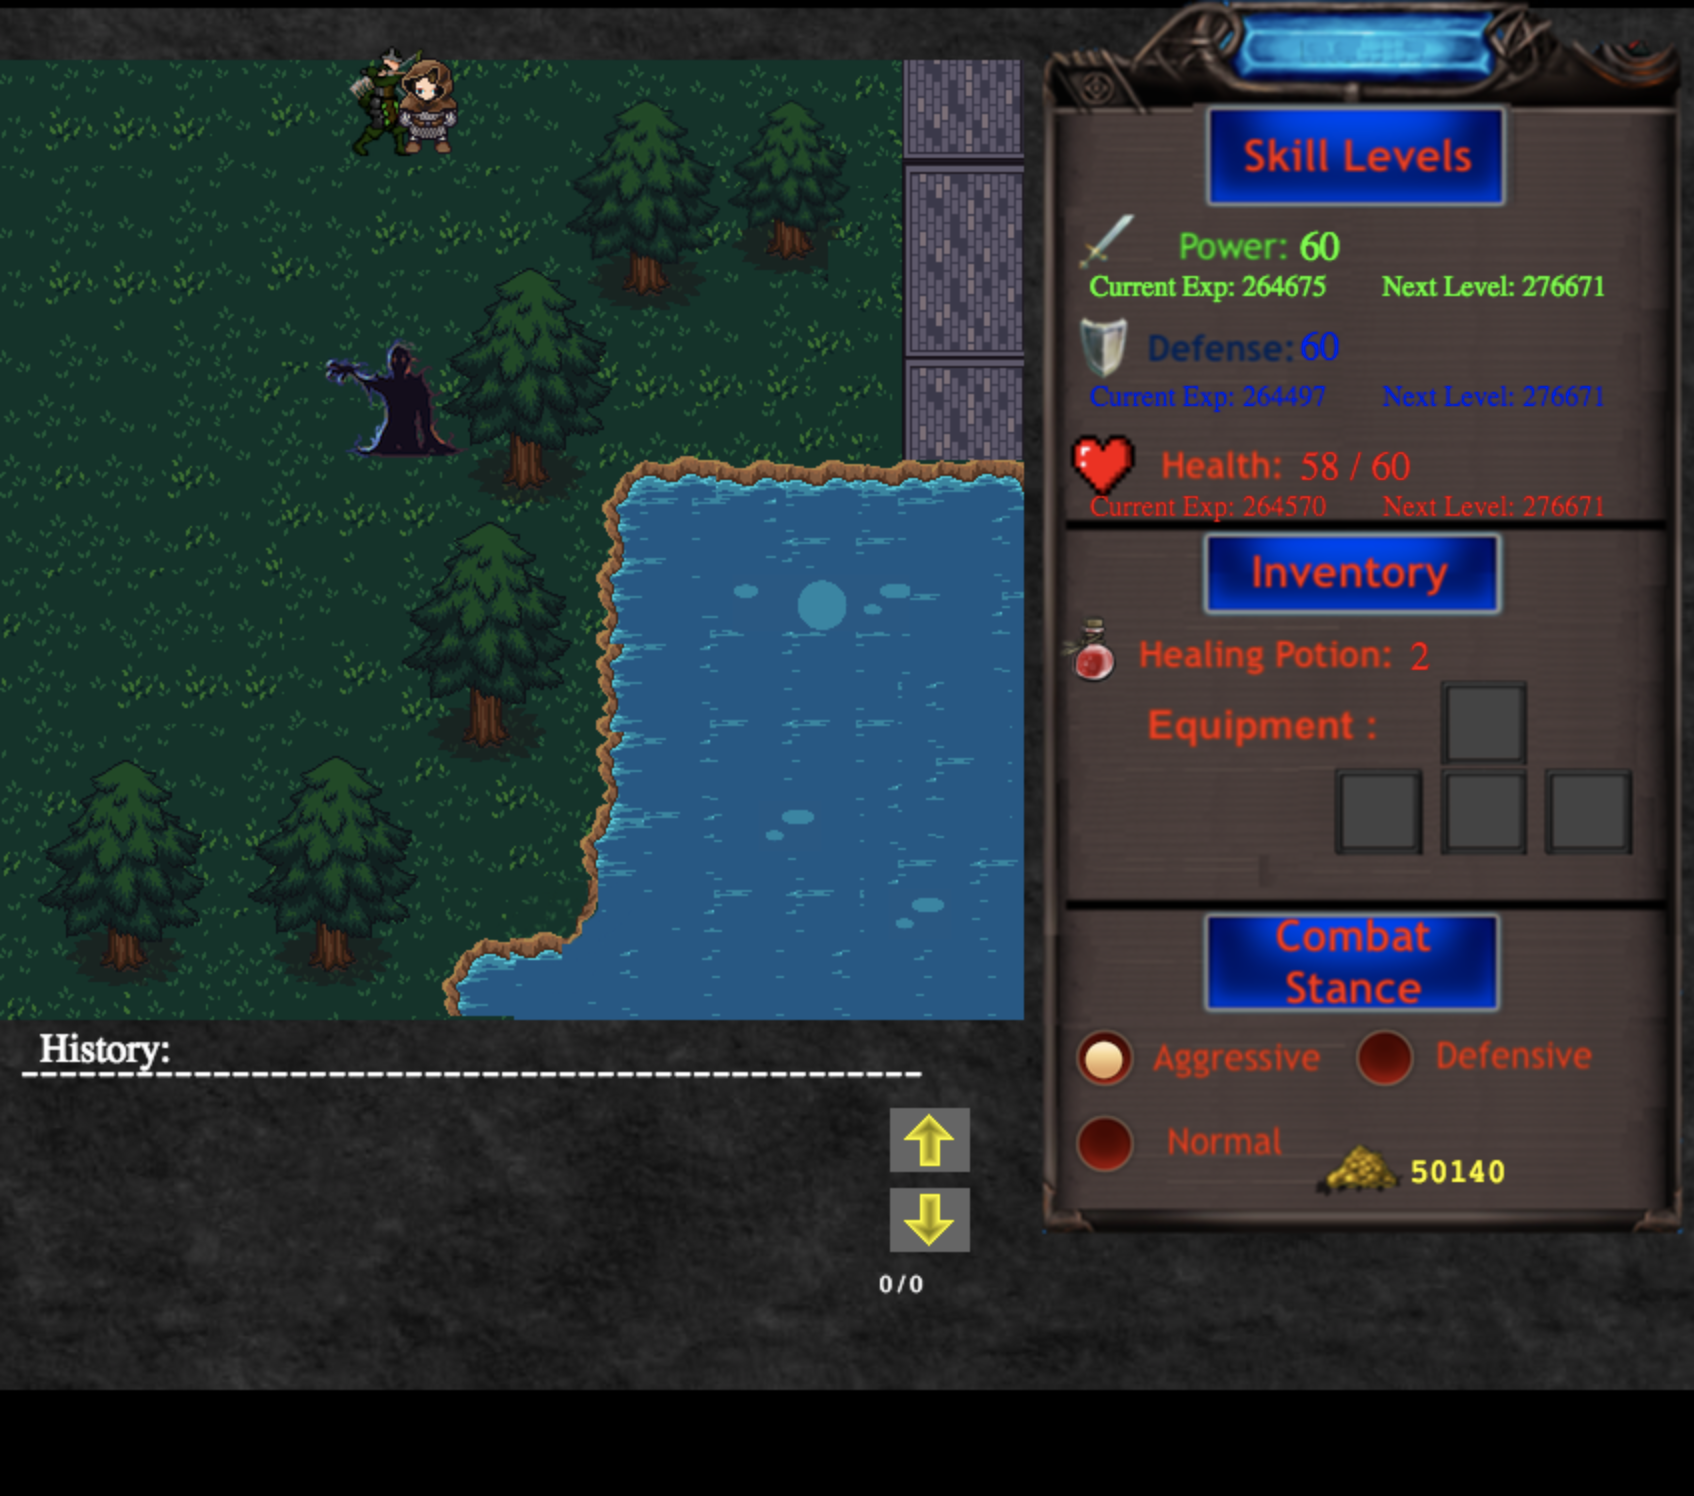 Skill Levels
Power: 60
Current Exp: 264675 Next Level: 276671
Defense: 60
Current Exp: 264497 Next Level: 276671
Health: 58 / 60
Current Exp: 264570 Next Level: 276671
Inventory
Healing Potion: 2
Equipment :
Combat
Stance
Aggressive Defensive
Normal
50140
History:
0/0